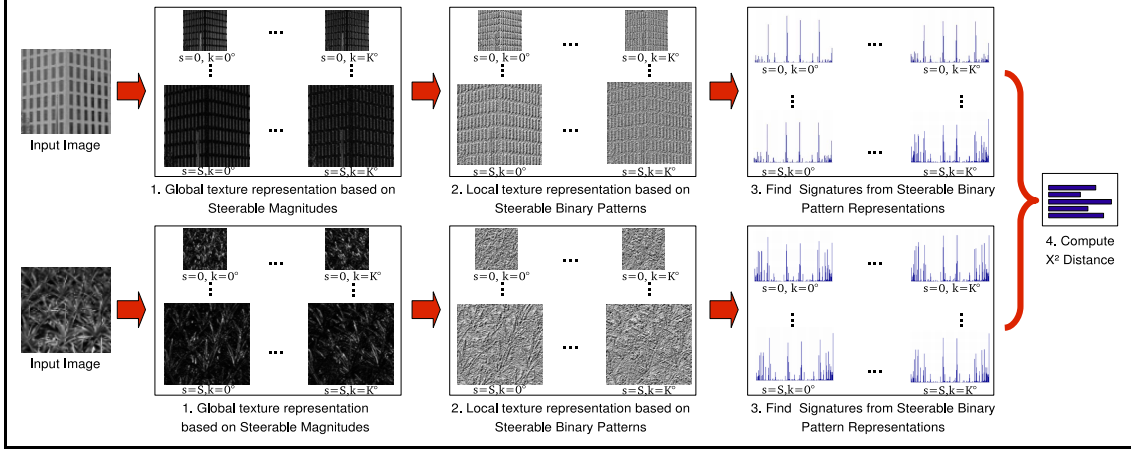 s=0, k=0° s=0, k=K° s=0, k=0° s=0, k=K° s=0, k=0° s=0, k=K°
Input Image
s=S,k=0° s=S,k=K° s=S,k=0° s=S,k=K° s=S,k=0° s=S,k=K°
1. Global texture representation based on
Steerable Magnitudes
2. Local texture representation based on
Steerable Binary Patterns
3. Find Signatures from Steerable Binary
Pattern Representations
4. Compute
X² Distance
s=0, k=0° s=0, k=K° s=0, k=0° s=0, k=K° s=0, k=0° s=0, k=K°
Input Image
s=S,k=0° s=S,k=K° s=S,k=0° s=S,k=K° s=S,k=0° s=S,k=K°
1. Global texture representation
based on Steerable Magnitudes
2. Local texture representation based on
Steerable Binary Patterns
3. Find Signatures from Steerable Binary
Pattern Representations